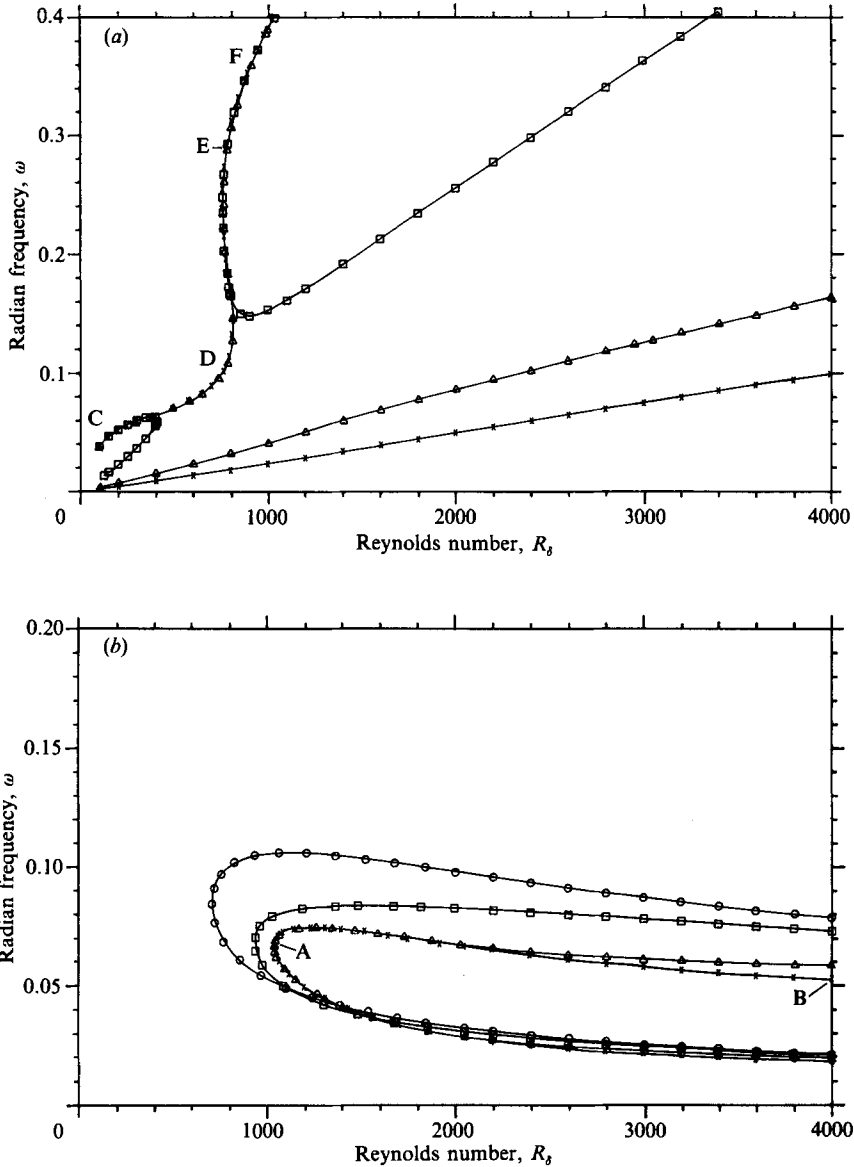 (a)
0.4
0.3
0.2
0.1
0
1000
2000
3000
4000
Radian frequency, ω
Reynolds number, R_δ
F
E
D
C
(b)
0.20
0.15
0.10
0.05
0
1000
2000
3000
4000
Radian frequency, ω
Reynolds number, R_δ
A
B